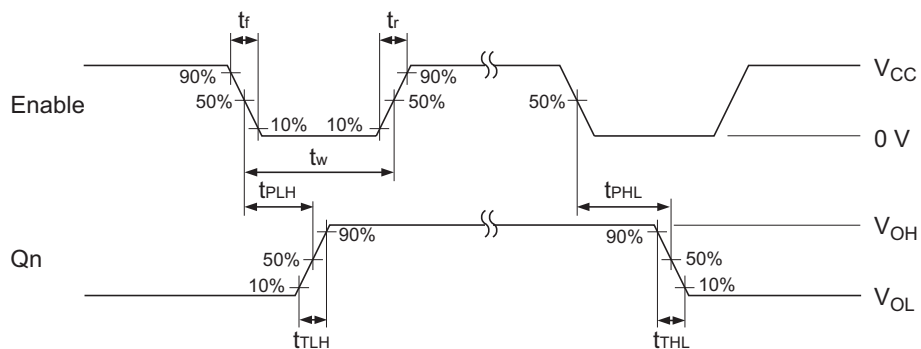 tf tr
90% 90% VCC
Enable 50% 50% 50%
10% 10% 0 V
tw
tPLH tPHL
90% 90% VOH
Qn 50% 50%
10% 10% VOL
tTLH tTHL